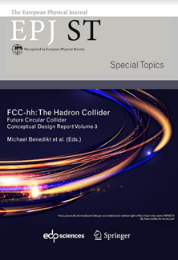 The European Physical Journal
EPJ ST
Recognized by European Physical Society
Special Topics
FCC-hh: The Hadron Collider
Future Circular Collider
Conceptual Design Report Volume 3
Michael Benedikt et al. (Eds.)
edp sciences
Springer